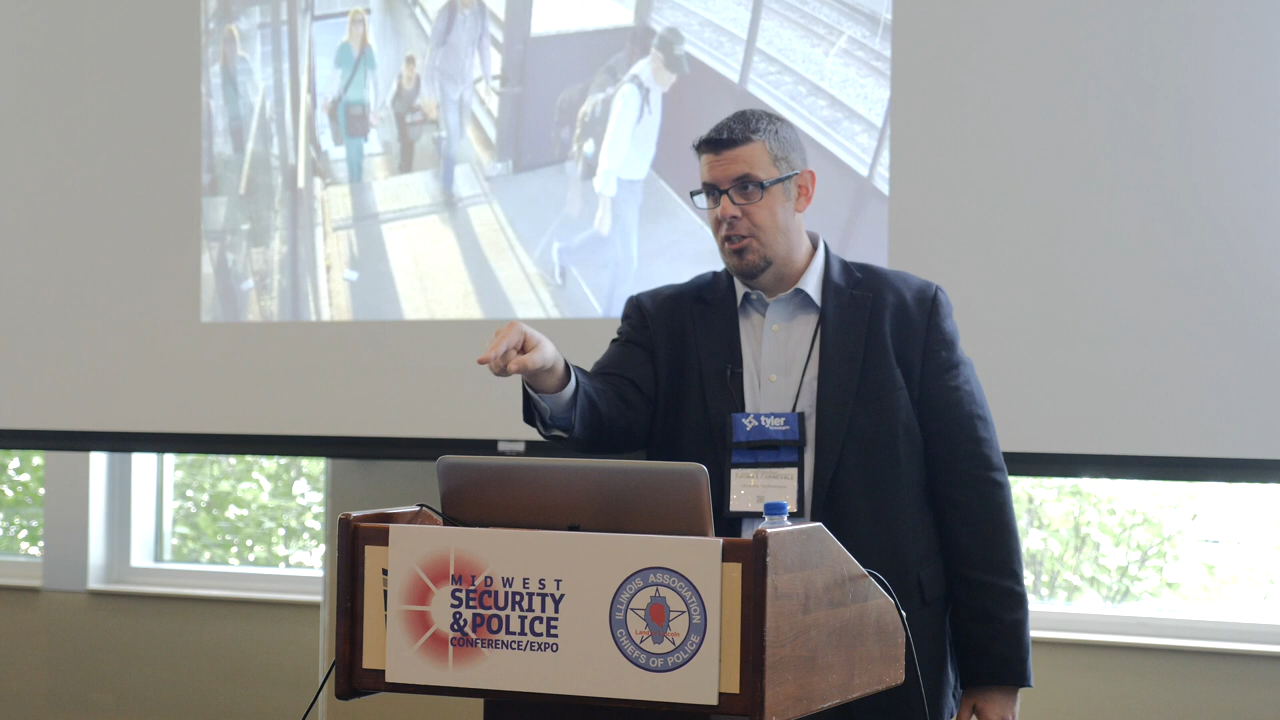 tyler
MIDWEST
SECURITY
&POLICE
CONFERENCE/EXPO
ILLINOIS ASSOCIATION
CHIEFS OF POLICE